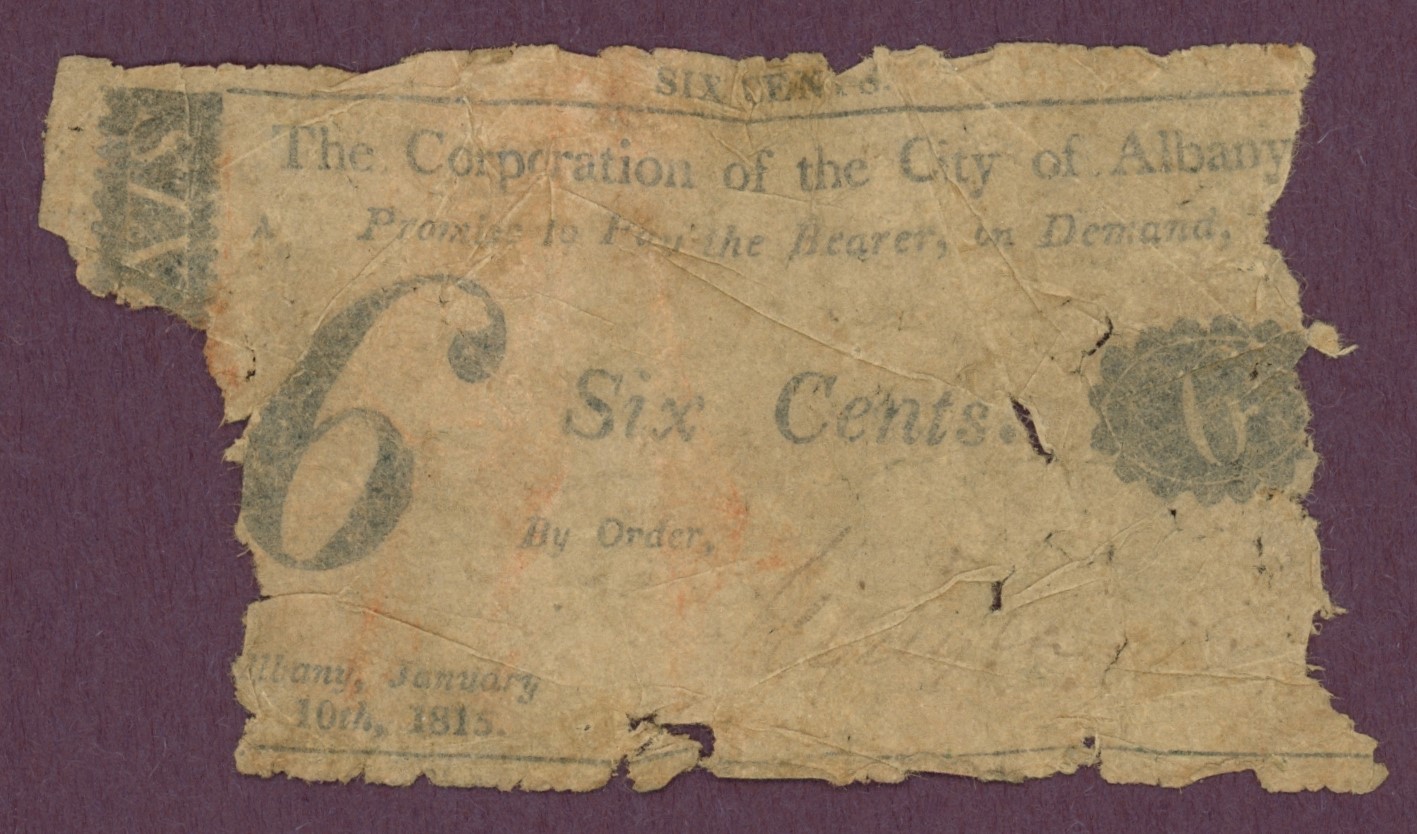 SIX CENTS.
The Corporation of the City of Albany
Promise to Pay the Bearer, on Demand,
6
Six Cents.
6
By Order,
Albany, January
10th, 1815.